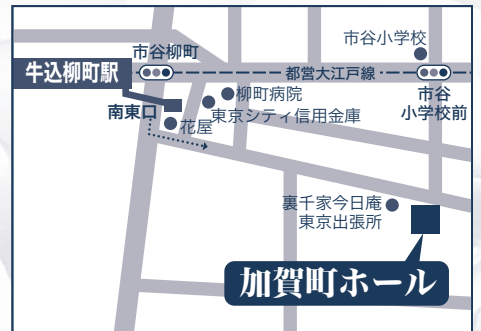 市谷小学校
市谷柳町
牛込柳町駅
都営大江戸線
柳町病院
市谷
小学校前
南東口
東京シティ信用金庫
花屋
裏千家今日庵
東京出張所
加賀町ホール